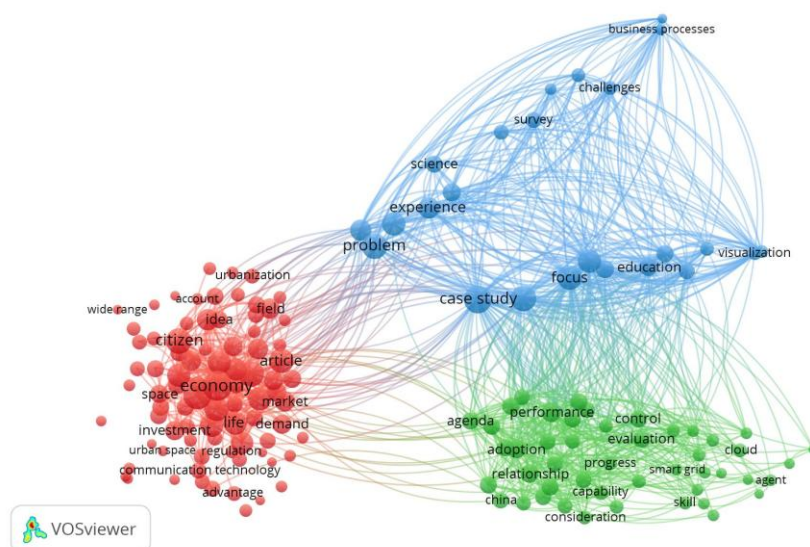 business processes
challenges
survey
science
experience
problem
visualization
education
focus
case study
urbanization
account
wide range
idea
field
citizen
article
economy
space
market
life
demand
investment
urban space
regulation
communication technology
advantage
agenda
performance
control
evaluation
adoption
cloud
progress
relationship
smart grid
agent
capability
china
skill
consideration
VOSviewer